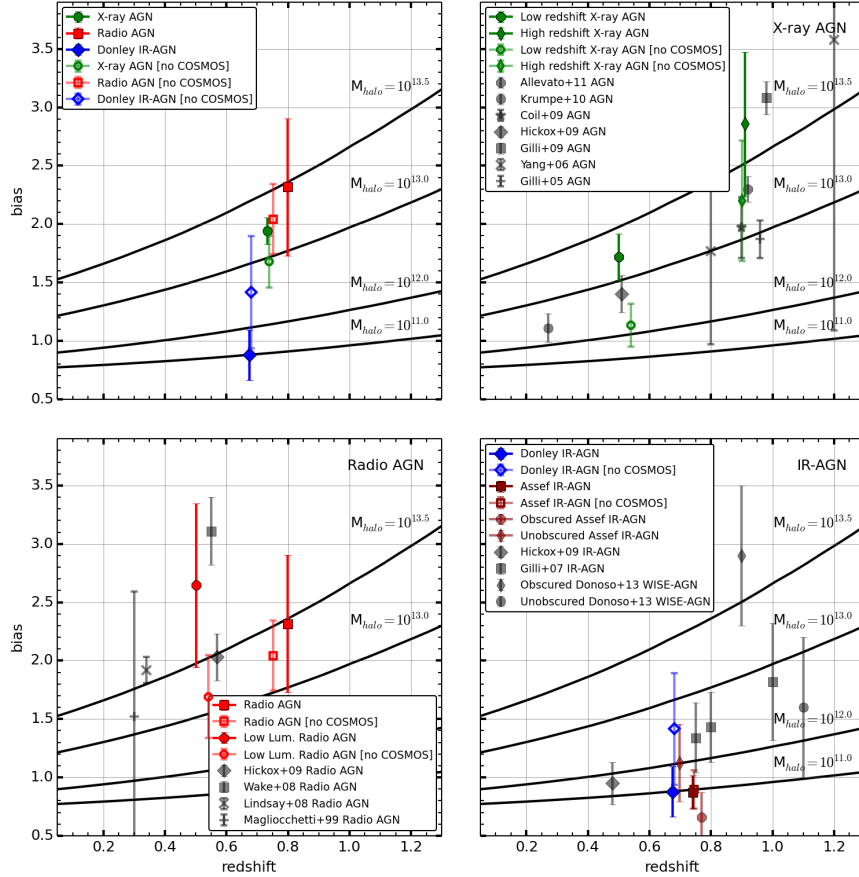 X-ray AGN
Radio AGN
Donley IR-AGN
X-ray AGN [no COSMOS]
Radio AGN [no COSMOS]
Donley IR-AGN [no COSMOS]
M_halo = 10^13.5
M_halo = 10^13.0
M_halo = 10^12.0
M_halo = 10^11.0
bias
3.5
3.0
2.5
2.0
1.5
1.0
0.5
X-ray AGN
Low redshift X-ray AGN
High redshift X-ray AGN
Low redshift X-ray AGN [no COSMOS]
High redshift X-ray AGN [no COSMOS]
Allevato+11 AGN
Krumpe+10 AGN
Coil+09 AGN
Hickox+09 AGN
Gilli+09 AGN
Yang+06 AGN
Gilli+05 AGN
M_halo = 10^13.5
M_halo = 10^13.0
M_halo = 10^12.0
M_halo = 10^11.0
Radio AGN
M_halo = 10^13.5
M_halo = 10^13.0
Radio AGN
Radio AGN [no COSMOS]
Low Lum. Radio AGN
Low Lum. Radio AGN [no COSMOS]
Hickox+09 Radio AGN
Wake+08 Radio AGN
Lindsay+08 Radio AGN
Magliocchetti+99 Radio AGN
bias
3.5
3.0
2.5
2.0
1.5
1.0
0.5
0.2 0.4 0.6 0.8 1.0 1.2
redshift
IR-AGN
Donley IR-AGN
Donley IR-AGN [no COSMOS]
Assef IR-AGN
Assef IR-AGN [no COSMOS]
Obscured Assef IR-AGN
Unobscured Assef IR-AGN
Hickox+09 IR-AGN
Gilli+07 IR-AGN
Obscured Donoso+13 WISE-AGN
Unobscured Donoso+13 WISE-AGN
M_halo = 10^13.5
M_halo = 10^13.0
M_halo = 10^12.0
M_halo = 10^11.0
0.2 0.4 0.6 0.8 1.0 1.2
redshift